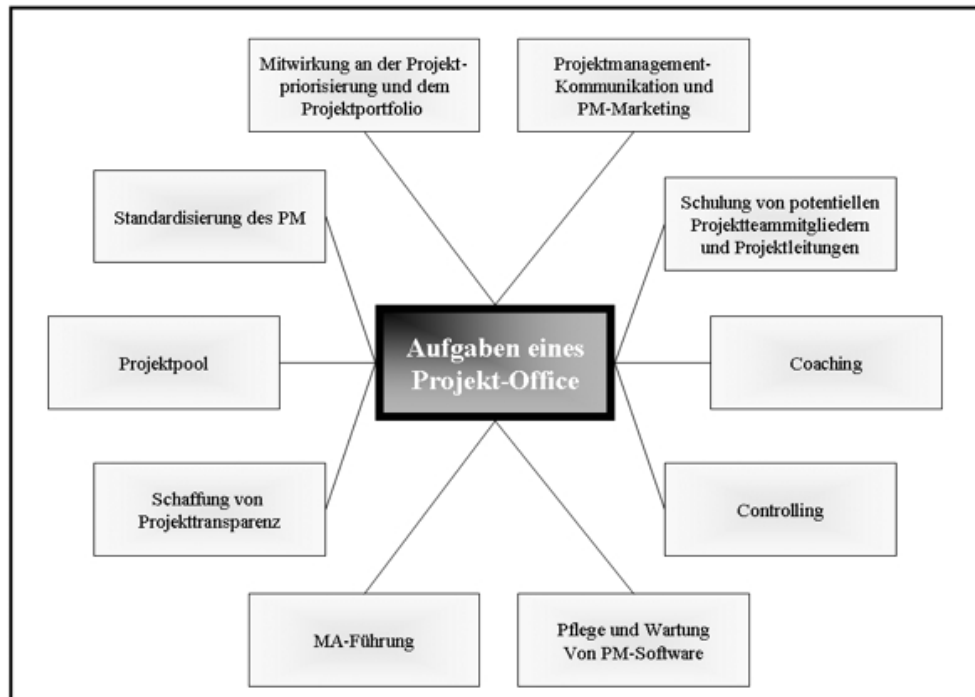 Mitwirkung an der Projekt-
priorisierung und dem
Projektportfolio
Projektmanagement-
Kommunikation und
PM-Marketing
Standardisierung des PM
Schulung von potentiellen
Projektteammitgliedern
und Projektleitungen
Aufgaben eines
Projekt-Office
Projektpool
Coaching
Schaffung von
Projekttransparenz
Controlling
MA-Führung
Pflege und Wartung
Von PM-Software